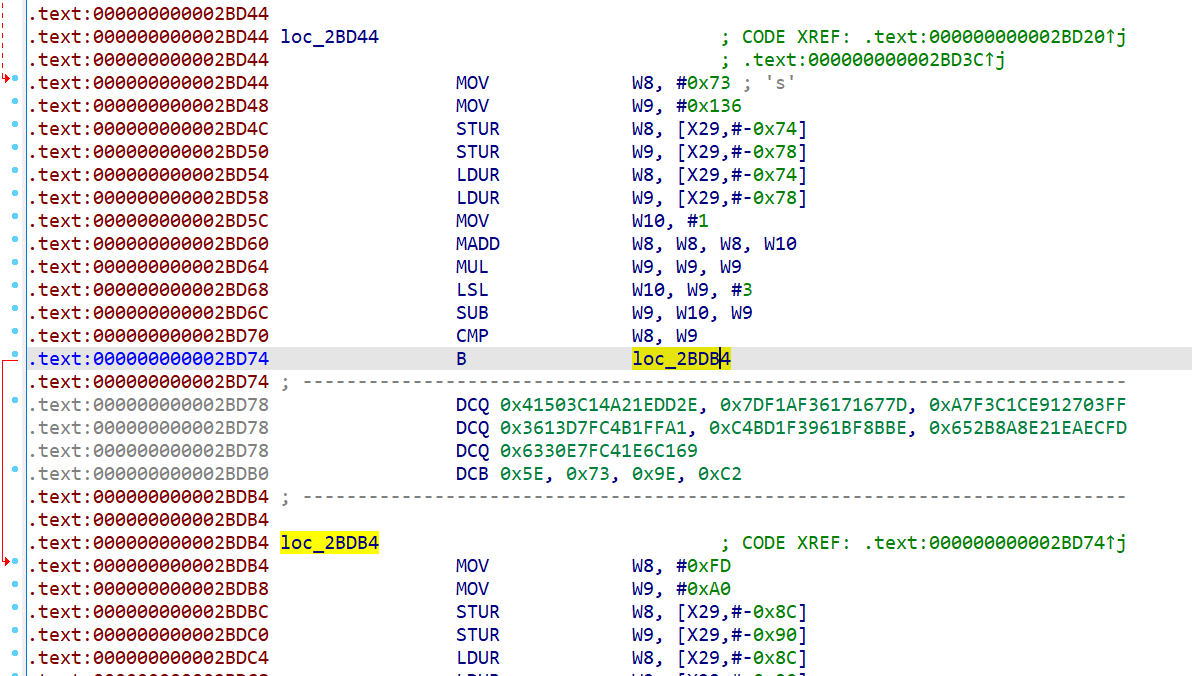 .text:000000000002BD44
.text:000000000002BD44 loc_2BD44 ; CODE XREF: .text:000000000002BD20↑j
.text:000000000002BD44 ; .text:000000000002BD3C↑j
.text:000000000002BD44 MOV W8, #0x73 ; 's'
.text:000000000002BD48 MOV W9, #0x136
.text:000000000002BD4C STUR W8, [X29,#-0x74]
.text:000000000002BD50 STUR W9, [X29,#-0x78]
.text:000000000002BD54 LDUR W8, [X29,#-0x74]
.text:000000000002BD58 LDUR W9, [X29,#-0x78]
.text:000000000002BD5C MOV W10, #1
.text:000000000002BD60 MADD W8, W8, W8, W10
.text:000000000002BD64 MUL W9, W9, W9
.text:000000000002BD68 LSL W10, W9, #3
.text:000000000002BD6C SUB W9, W10, W9
.text:000000000002BD70 CMP W8, W9
.text:000000000002BD74 B loc_2BDB4
.text:000000000002BD74 ; ---------------------------------------------------------------------------
.text:000000000002BD78 DCQ 0x41503C14A21EDD2E, 0x7DF1AF36171677D, 0xA7F3C1CE912703FF
.text:000000000002BD78 DCQ 0x3613D7FC4B1FFA1, 0xC4BD1F3961BF8BBE, 0x652B8A8E21EAECFD
.text:000000000002BD78 DCQ 0x6330E7FC41E6C169
.text:000000000002BDB0 DCB 0x5E, 0x73, 0x9E, 0xC2
.text:000000000002BDB4 ; ---------------------------------------------------------------------------
.text:000000000002BDB4
.text:000000000002BDB4 loc_2BDB4 ; CODE XREF: .text:000000000002BD74↑j
.text:000000000002BDB4 MOV W8, #0xFD
.text:000000000002BDB8 MOV W9, #0xA0
.text:000000000002BDBC STUR W8, [X29,#-0x8C]
.text:000000000002BDC0 STUR W9, [X29,#-0x90]
.text:000000000002BDC4 LDUR W8, [X29,#-0x8C]